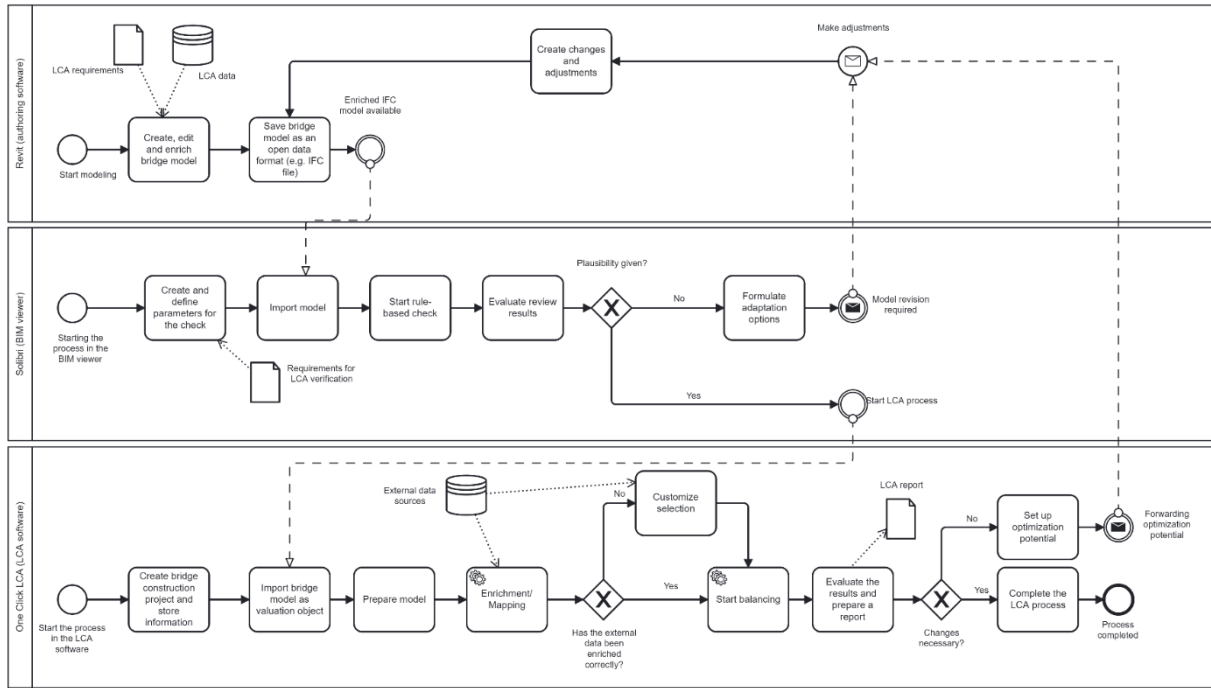 Revit (authoring software)
LCA requirements
LCA data
Start modeling
Create, edit
and enrich
bridge model
Save bridge
model as an
open data
format (e.g. IFC
file)
Enriched IFC
model available
Create changes
and
adjustments
Make adjustments
Solibri (BIM viewer)
Starting the
process in the
BIM viewer
Create and
define
parameters for
the check
Requirements for
LCA verification
Import model
Start rule-
based check
Evaluate review
results
Plausibility given?
No
Formulate
adaptation
options
Model revision
required
Yes
Start LCA process
One Click LCA (LCA software)
Start the process
in the LCA
software
Create bridge
construction
project and
store
information
Import bridge
model as
valuation object
Prepare model
External data
sources
Enrichment/
Mapping
Has the external
data been
enriched
correctly?
No
Customize
selection
Yes
Start balancing
LCA report
Evaluate the
results and
prepare a
report
Changes
necessary?
No
Set up
optimization
potential
Forwarding
optimization
potential
Yes
Complete the
LCA process
Process
completed